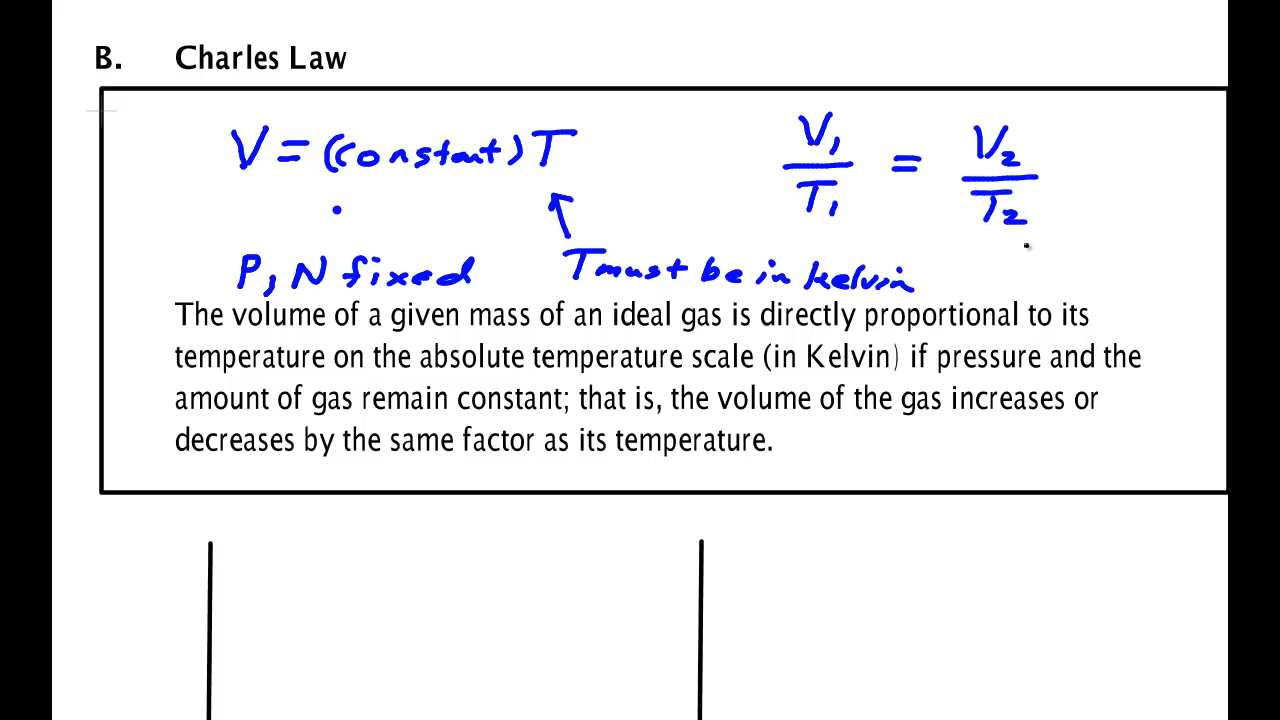 B. Charles Law
V = (constant) T
V1/T1 = V2/T2
P, N fixed
T must be in kelvin
The volume of a given mass of an ideal gas is directly proportional to its
temperature on the absolute temperature scale (in Kelvin) if pressure and the
amount of gas remain constant; that is, the volume of the gas increases or
decreases by the same factor as its temperature.